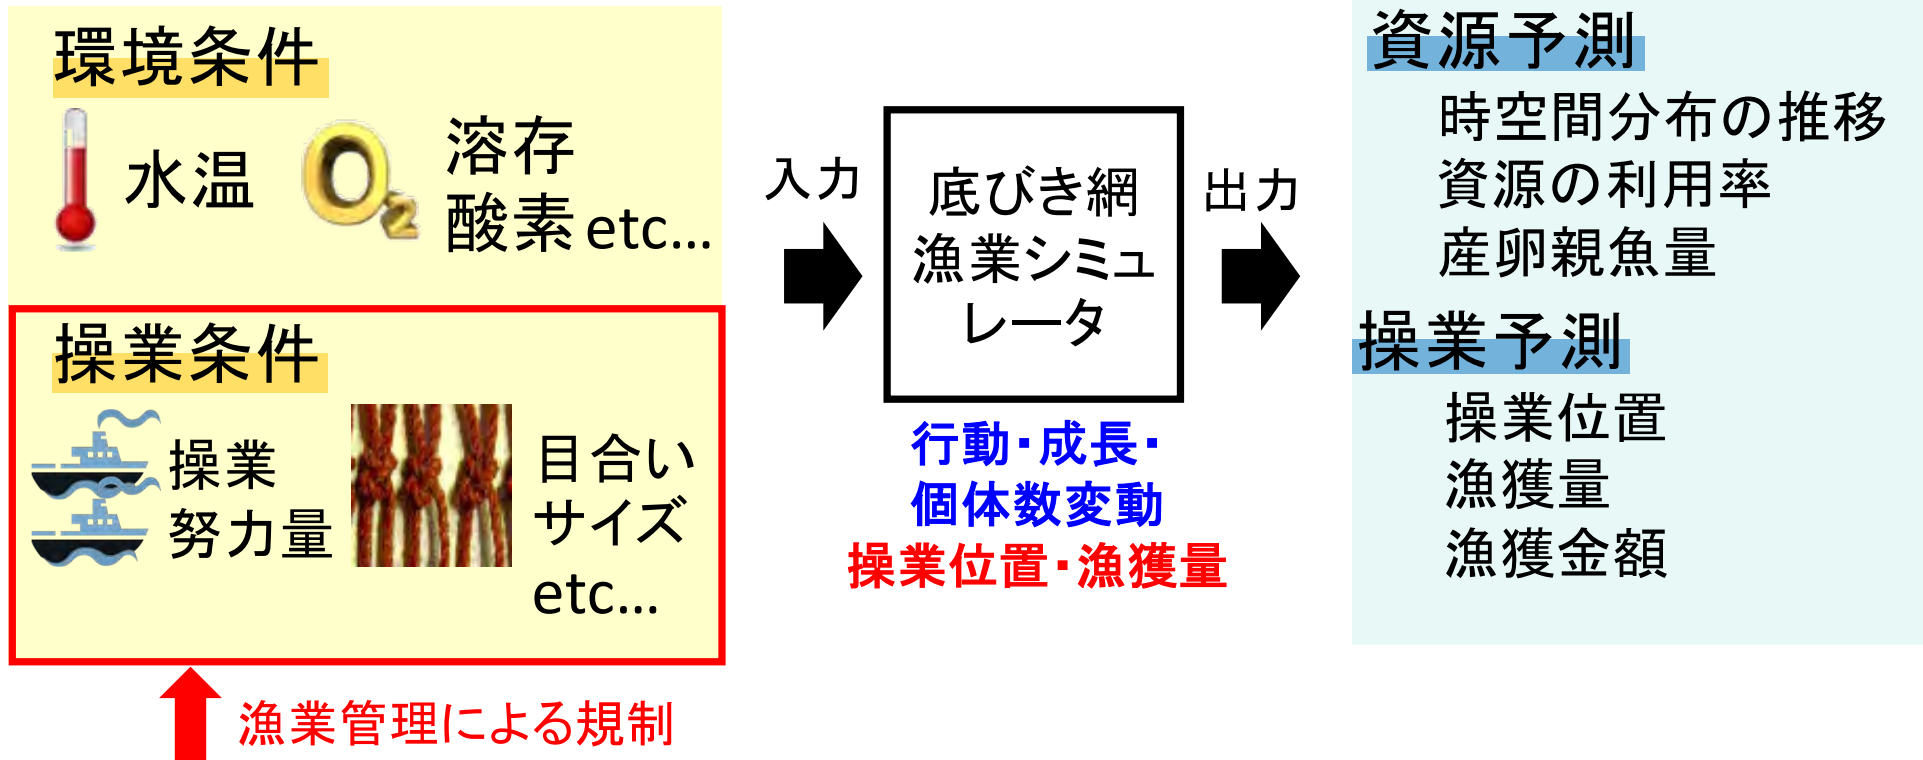 環境条件
水温
O2
溶存
酸素etc...
操業条件
操業
努力量
目合い
サイズ
etc...
漁業管理による規制
入力
底びき網
漁業シミュ
レータ
行動・成長・
個体数変動
操業位置・漁獲量
出力
資源予測
時空間分布の推移
資源の利用率
産卵親魚量
操業予測
操業位置
漁獲量
漁獲金額